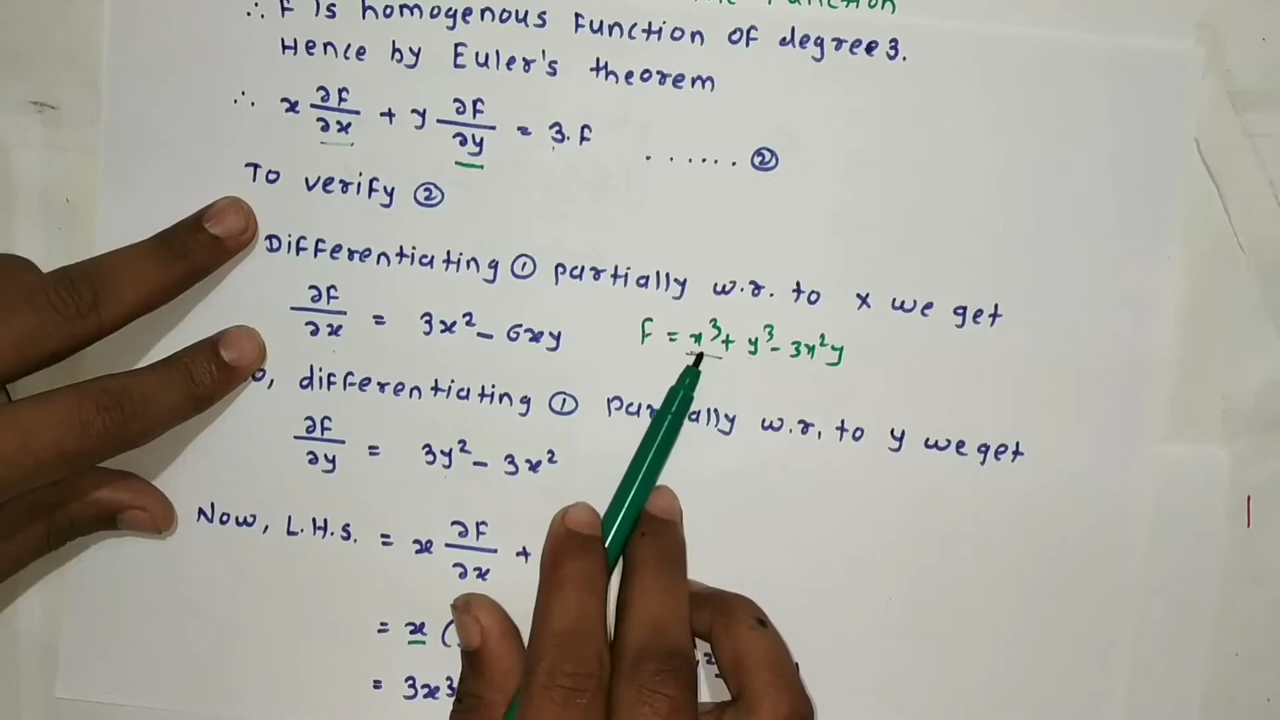 Function
∴ F is homogenous Function OF degree 3.
Hence by Euler's theorem
∴ x ∂F/∂x + y ∂F/∂y = 3.F ...... ②
To verify ②
Differentiating ① partially w.r. to x we get
∂F/∂x = 3x² - 6xy F = x³ + y³ - 3x²y
differentiating ① partially w.r. to y we get
∂F/∂y = 3y² - 3x²
Now, L.H.S. = x ∂F/∂x +
= x (
= 3x³